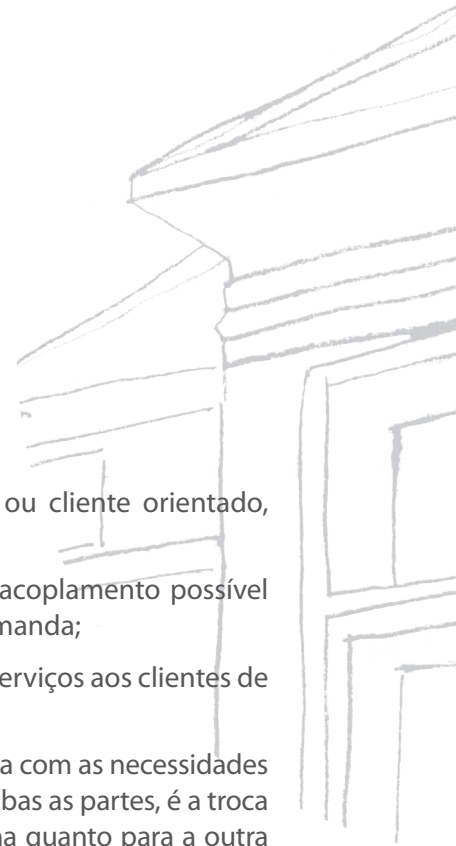 ou cliente orientado,
acoplamento possível
manda;
erviços aos clientes de
a com as necessidades
bas as partes, é a troca
na quanto para a outra